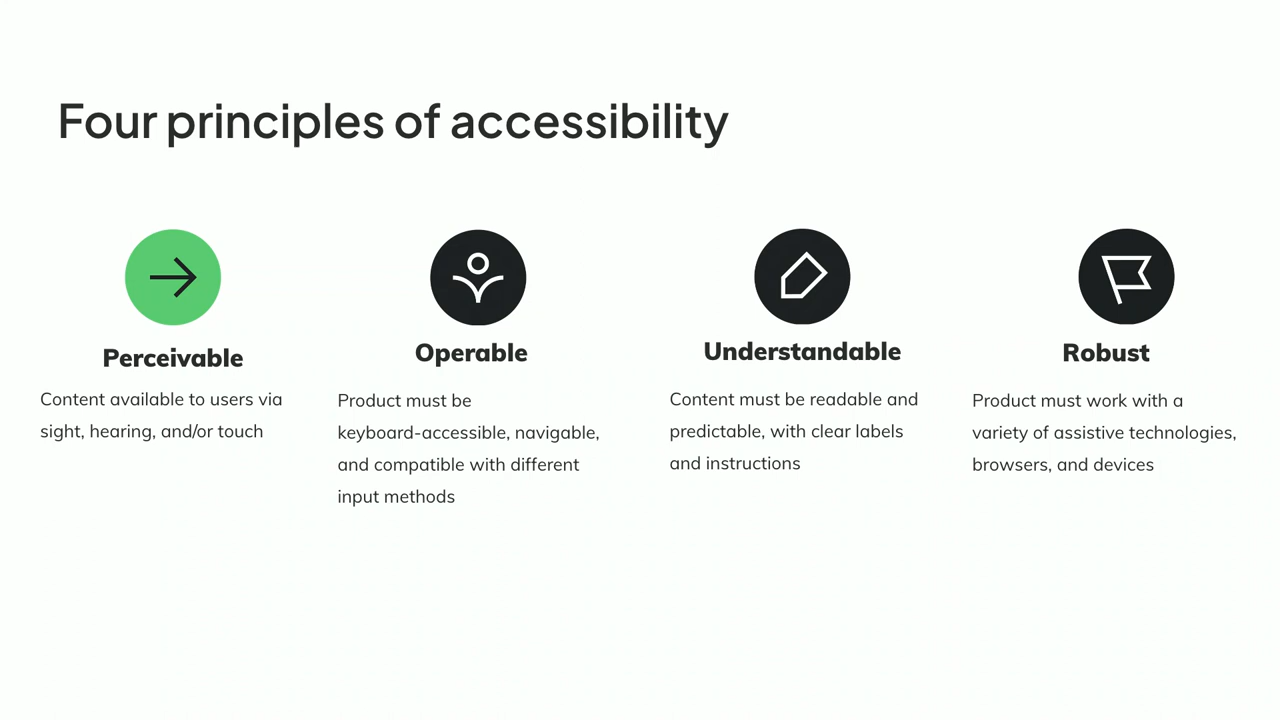 Four principles of accessibility
Perceivable
Content available to users via
sight, hearing, and/or touch
Operable
Product must be
keyboard-accessible, navigable,
and compatible with different
input methods
Understandable
Content must be readable and
predictable, with clear labels
and instructions
Robust
Product must work with a
variety of assistive technologies,
browsers, and devices